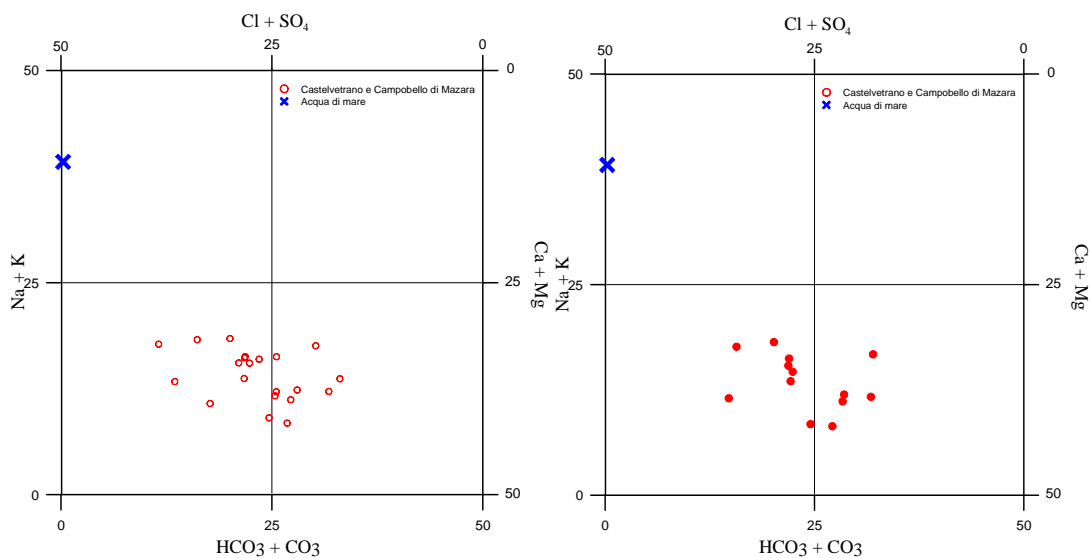 Cl + SO4
50 25 0
50 0
Castelvetrano e Campobello di Mazara
Acqua di mare
Na + K
25 25
Ca + Mg
0 50
0 25 50
HCO3 + CO3
Cl + SO4
50 25 0
50 0
Castelvetrano e Campobello di Mazara
Acqua di mare
Na + K
25 25
Ca + Mg
0 50
0 25 50
HCO3 + CO3